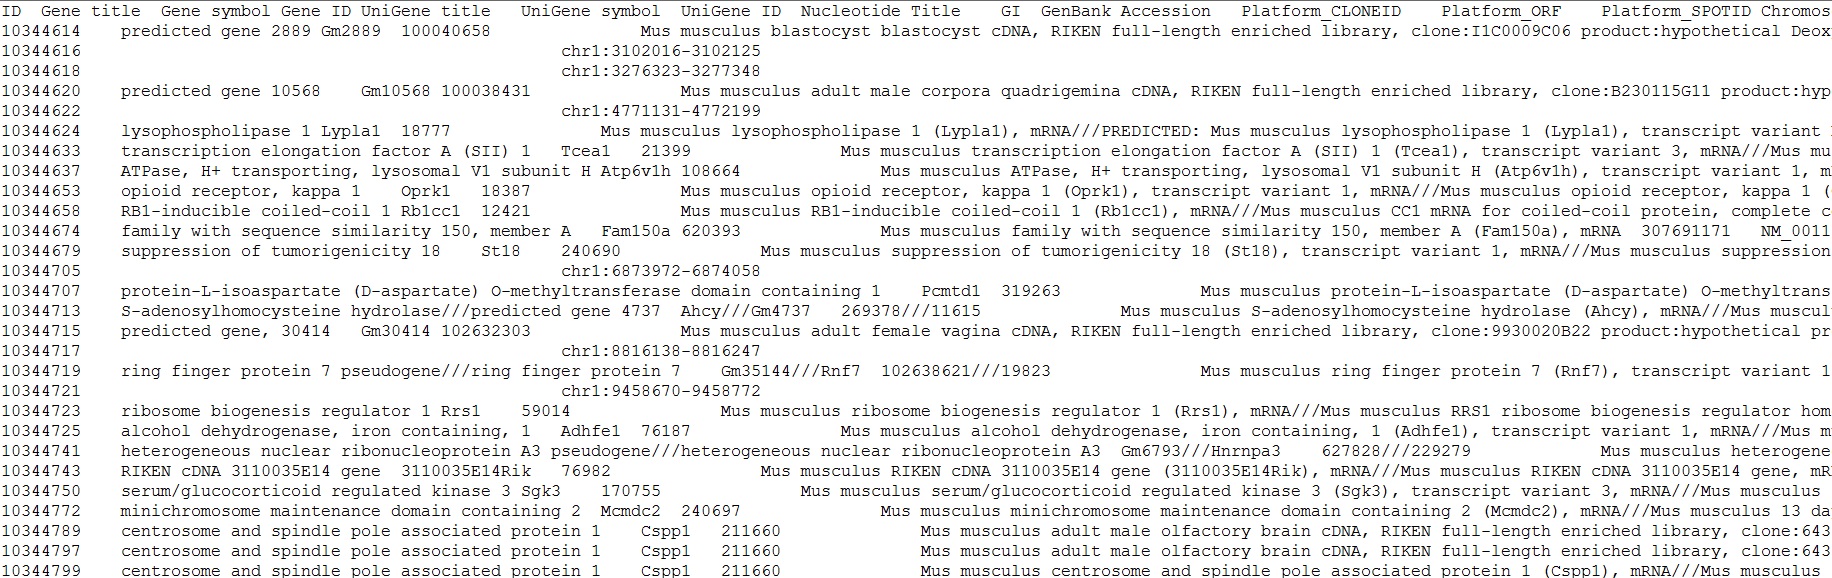 ID Gene title Gene symbol Gene ID UniGene title UniGene symbol UniGene ID Nucleotide Title GI GenBank Accession Platform_CLONEID Platform_ORF Platform_SPOTID Chromos
10344614 predicted gene 2889 Gm2889 100040658 Mus musculus blastocyst blastocyst cDNA, RIKEN full-length enriched library, clone:I1C0009C06 product:hypothetical Deox
10344616 chr1:3102016-3102125
10344618 chr1:3276323-3277348
10344620 predicted gene 10568 Gm10568 100038431 Mus musculus adult male corpora quadrigemina cDNA, RIKEN full-length enriched library, clone:B230115G11 product:hyp
10344622 chr1:4771131-4772199
10344624 lysophospholipase 1 Lypla1 18777 Mus musculus lysophospholipase 1 (Lypla1), mRNA///PREDICTED: Mus musculus lysophospholipase 1 (Lypla1), transcript variant
10344633 transcription elongation factor A (SII) 1 Tcea1 21399 Mus musculus transcription elongation factor A (SII) 1 (Tcea1), transcript variant 3, mRNA///Mus mu
10344637 ATPase, H+ transporting, lysosomal V1 subunit H Atp6v1h 108664 Mus musculus ATPase, H+ transporting, lysosomal V1 subunit H (Atp6v1h), transcript variant 1, m
10344653 opioid receptor, kappa 1 Oprk1 18387 Mus musculus opioid receptor, kappa 1 (Oprk1), transcript variant 1, mRNA///Mus musculus opioid receptor, kappa 1 (
10344658 RB1-inducible coiled-coil 1 Rb1cc1 12421 Mus musculus RB1-inducible coiled-coil 1 (Rb1cc1), mRNA///Mus musculus CC1 mRNA for coiled-coil protein, complete c
10344674 family with sequence similarity 150, member A Fam150a 620393 Mus musculus family with sequence similarity 150, member A (Fam150a), mRNA 307691171 NM_0011
10344679 suppression of tumorigenicity 18 St18 240690 Mus musculus suppression of tumorigenicity 18 (St18), transcript variant 1, mRNA///Mus musculus suppression
10344705 chr1:6873972-6874058
10344707 protein-L-isoaspartate (D-aspartate) O-methyltransferase domain containing 1 Pcmtd1 319263 Mus musculus protein-L-isoaspartate (D-aspartate) O-methyltrans
10344713 S-adenosylhomocysteine hydrolase///predicted gene 4737 Ahcy///Gm4737 269378///11615 Mus musculus S-adenosylhomocysteine hydrolase (Ahcy), mRNA///Mus muscul
10344715 predicted gene, 30414 Gm30414 102632303 Mus musculus adult female vagina cDNA, RIKEN full-length enriched library, clone:9930020B22 product:hypothetical pr
10344717 chr1:8816138-8816247
10344719 ring finger protein 7 pseudogene///ring finger protein 7 Gm35144///Rnf7 102638621///19823 Mus musculus ring finger protein 7 (Rnf7), transcript variant 1
10344721 chr1:9458670-9458772
10344723 ribosome biogenesis regulator 1 Rrs1 59014 Mus musculus ribosome biogenesis regulator 1 (Rrs1), mRNA///Mus musculus RRS1 ribosome biogenesis regulator hom
10344725 alcohol dehydrogenase, iron containing, 1 Adhfe1 76187 Mus musculus alcohol dehydrogenase, iron containing, 1 (Adhfe1), transcript variant 1, mRNA///Mus m
10344741 heterogeneous nuclear ribonucleoprotein A3 pseudogene///heterogeneous nuclear ribonucleoprotein A3 Gm6793///Hnrnpa3 627828///229279 Mus musculus heterogene
10344743 RIKEN cDNA 3110035E14 gene 3110035E14Rik 76982 Mus musculus RIKEN cDNA 3110035E14 gene (3110035E14Rik), mRNA///Mus musculus RIKEN cDNA 3110035E14 gene, mR
10344750 serum/glucocorticoid regulated kinase 3 Sgk3 170755 Mus musculus serum/glucocorticoid regulated kinase 3 (Sgk3), transcript variant 3, mRNA///Mus musculus
10344772 minichromosome maintenance domain containing 2 Mcmdc2 240697 Mus musculus minichromosome maintenance domain containing 2 (Mcmdc2), mRNA///Mus musculus 13 da
10344789 centrosome and spindle pole associated protein 1 Cspp1 211660 Mus musculus adult male olfactory brain cDNA, RIKEN full-length enriched library, clone:643
10344797 centrosome and spindle pole associated protein 1 Cspp1 211660 Mus musculus adult male olfactory brain cDNA, RIKEN full-length enriched library, clone:643
10344799 centrosome and spindle pole associated protein 1 Cspp1 211660 Mus musculus centrosome and spindle pole associated protein 1 (Cspp1), mRNA///Mus musculus